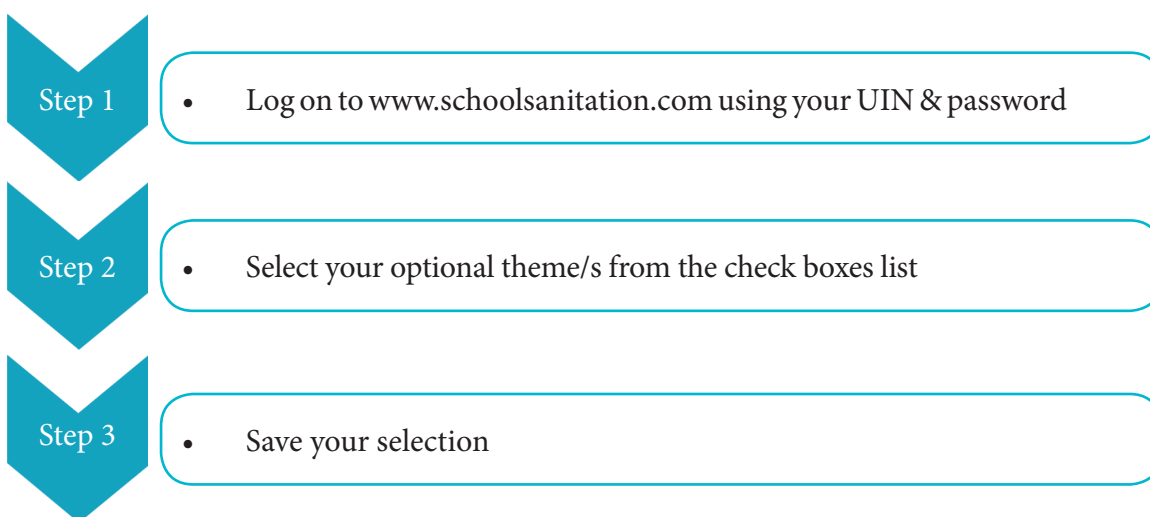 Step 1
• Log on to www.schoolsanitation.com using your UIN & password
Step 2
• Select your optional theme/s from the check boxes list
Step 3
• Save your selection